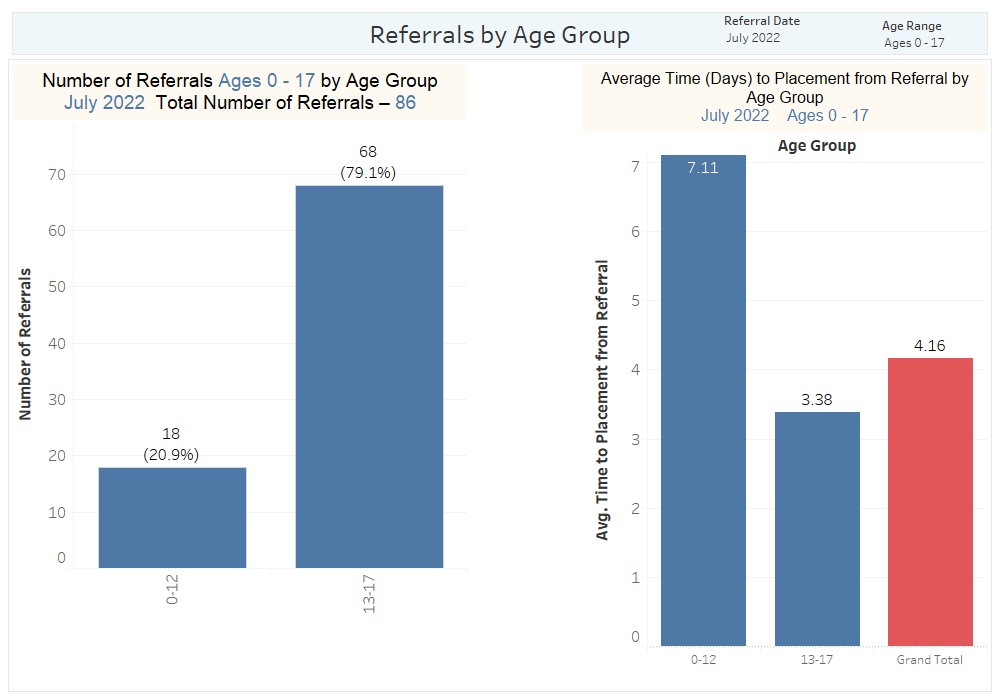 Referrals by Age Group
Referral Date
July 2022
Age Range
Ages 0 - 17
Number of Referrals Ages 0 - 17 by Age Group
July 2022 Total Number of Referrals – 86
Number of Referrals
70
60
50
40
30
20
10
0
18
(20.9%)
68
(79.1%)
0-12
13-17
Average Time (Days) to Placement from Referral by
Age Group
July 2022 Ages 0 - 17
Age Group
Avg. Time to Placement from Referral
7
6
5
4
3
2
1
0
7.11
3.38
4.16
0-12
13-17
Grand Total